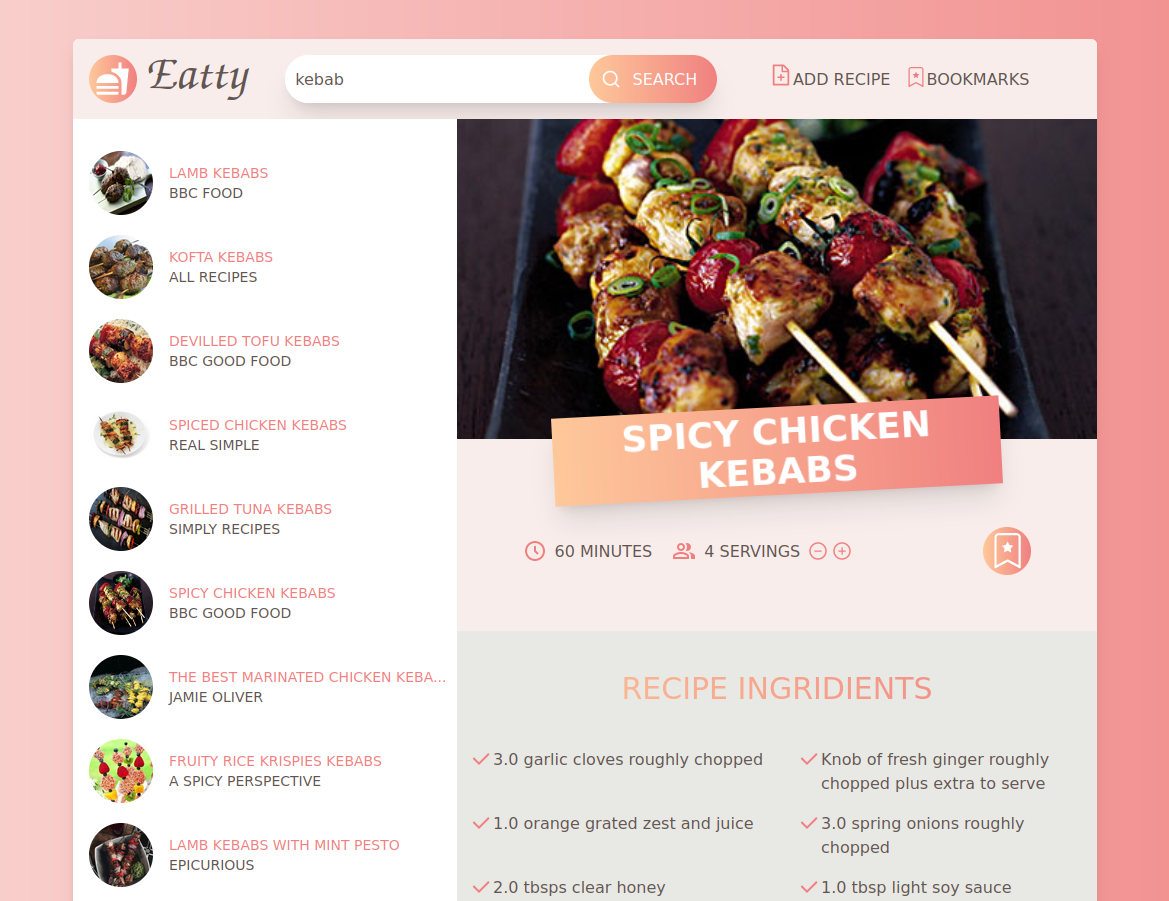 Eatty
kebab
SEARCH
ADD RECIPE
BOOKMARKS
LAMB KEBABS
BBC FOOD
KOFTA KEBABS
ALL RECIPES
DEVILLED TOFU KEBABS
BBC GOOD FOOD
SPICED CHICKEN KEBABS
REAL SIMPLE
GRILLED TUNA KEBABS
SIMPLY RECIPES
SPICY CHICKEN KEBABS
BBC GOOD FOOD
THE BEST MARINATED CHICKEN KEBA...
JAMIE OLIVER
FRUITY RICE KRISPIES KEBABS
A SPICY PERSPECTIVE
LAMB KEBABS WITH MINT PESTO
EPICURIOUS
SPICY CHICKEN
KEBABS
60 MINUTES
4 SERVINGS
RECIPE INGRIDIENTS
3.0 garlic cloves roughly chopped
Knob of fresh ginger roughly
chopped plus extra to serve
1.0 orange grated zest and juice
3.0 spring onions roughly
chopped
2.0 tbsps clear honey
1.0 tbsp light soy sauce